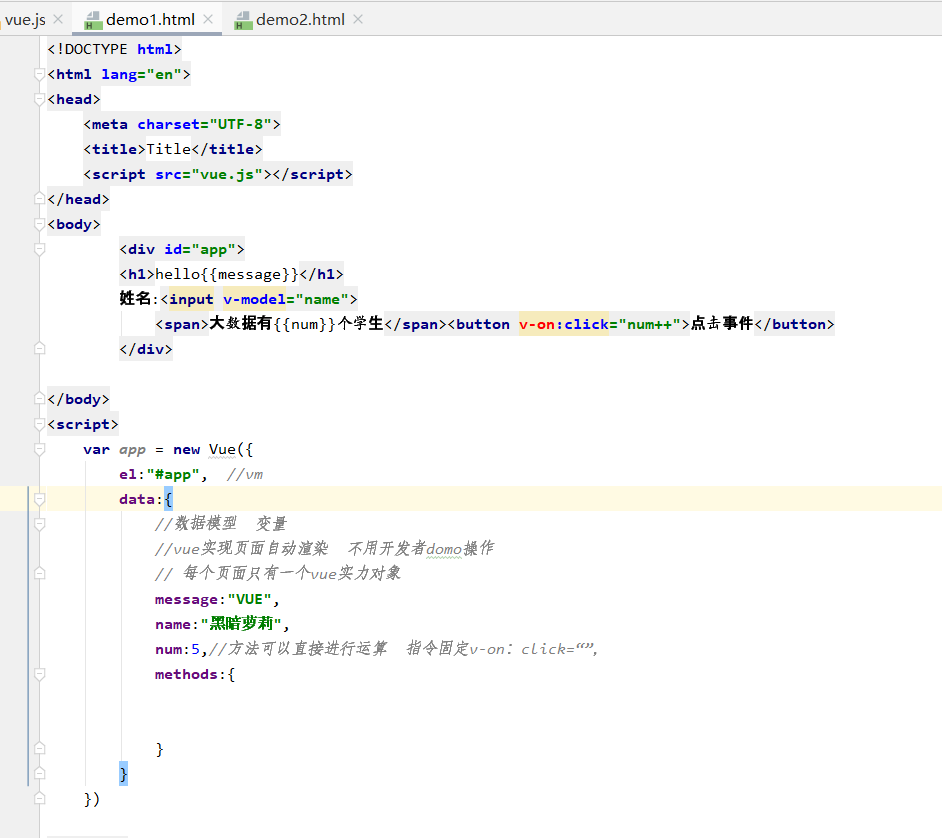 vue.js demo1.html demo2.html
<!DOCTYPE html>
<html lang="en">
<head>
<meta charset="UTF-8">
<title>Title</title>
<script src="vue.js"></script>
</head>
<body>
<div id="app">
<h1>hello{{message}}</h1>
姓名:<input v-model="name">
<span>大数据有{{num}}个学生</span><button v-on:click="num++">点击事件</button>
</div>
</body>
<script>
var app = new Vue({
el:"#app", //vm
data:{
//数据模型 变量
//vue实现页面自动渲染 不用开发者domo操作
// 每个页面只有一个vue实力对象
message:"VUE",
name:"黑暗萝莉",
num:5,//方法可以直接进行运算 指令固定v-on：click=“”，
methods:{
}
}
})